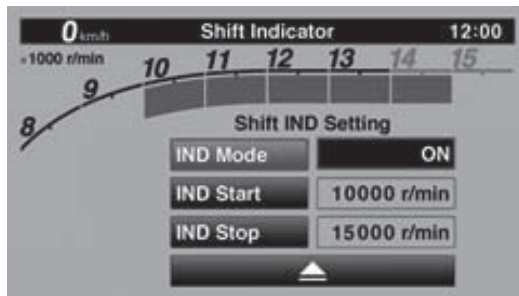 0 km/h Shift Indicator 12:00
×1000 r/min
8 9 10 11 12 13 14 15
Shift IND Setting
IND Mode ON
IND Start 10000 r/min
IND Stop 15000 r/min